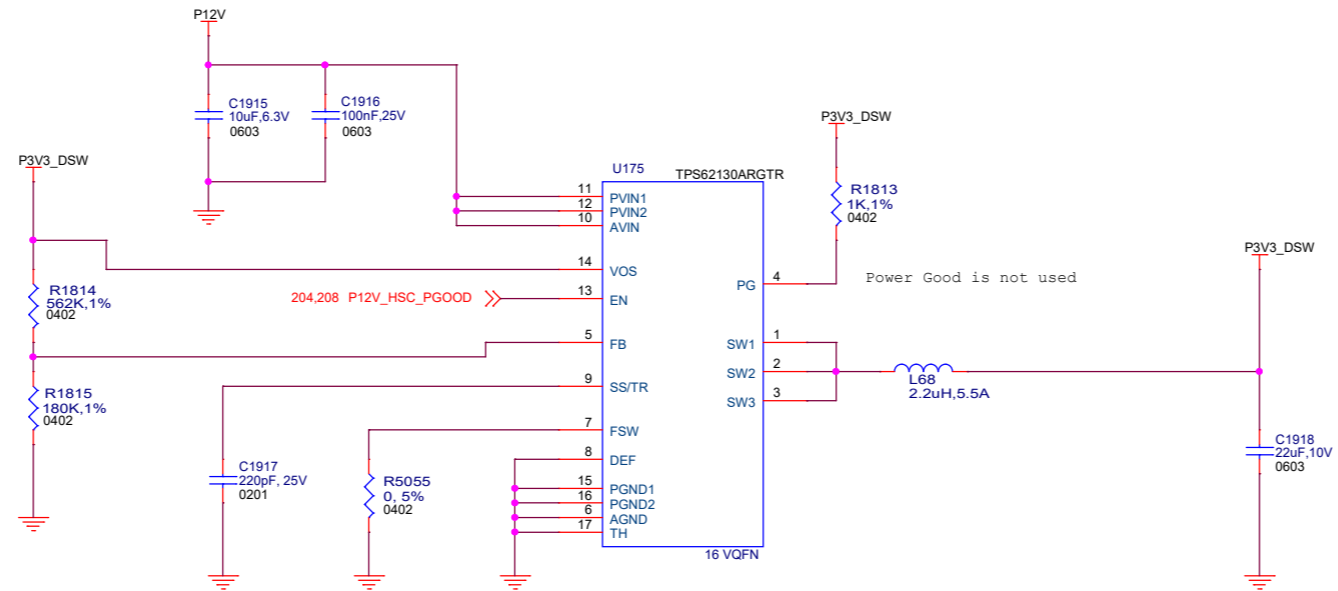 P12V
C1915
10uF,6.3V
0603
C1916
100nF,25V
0603
P3V3_DSW
R1814
562K,1%
0402
R1815
180K,1%
0402
204,208 P12V_HSC_PGOOD
C1917
220pF, 25V
0201
R5055
0, 5%
0402
U175
TPS62130ARGTR
11 PVIN1
12 PVIN2
10 AVIN
14 VOS
13 EN
5 FB
9 SS/TR
7 FSW
8 DEF
15 PGND1
16 PGND2
6 AGND
17 TH
PG 4
SW1 1
SW2 2
SW3 3
16 VQFN
P3V3_DSW
R1813
1K,1%
0402
Power Good is not used
L68
2.2uH,5.5A
P3V3_DSW
C1918
22uF,10V
0603